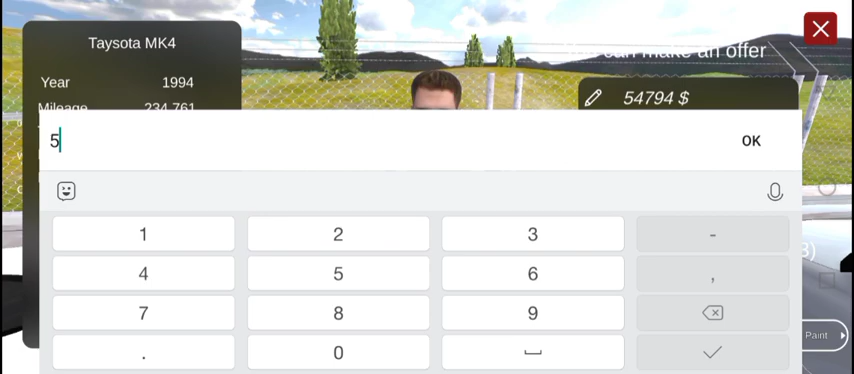 Taysota MK4
can make an offer
Year 1994
Mileage 234 761
54794 $
5
OK
1 2 3 -
4 5 6 ,
7 8 9
. 0
3)
Paint